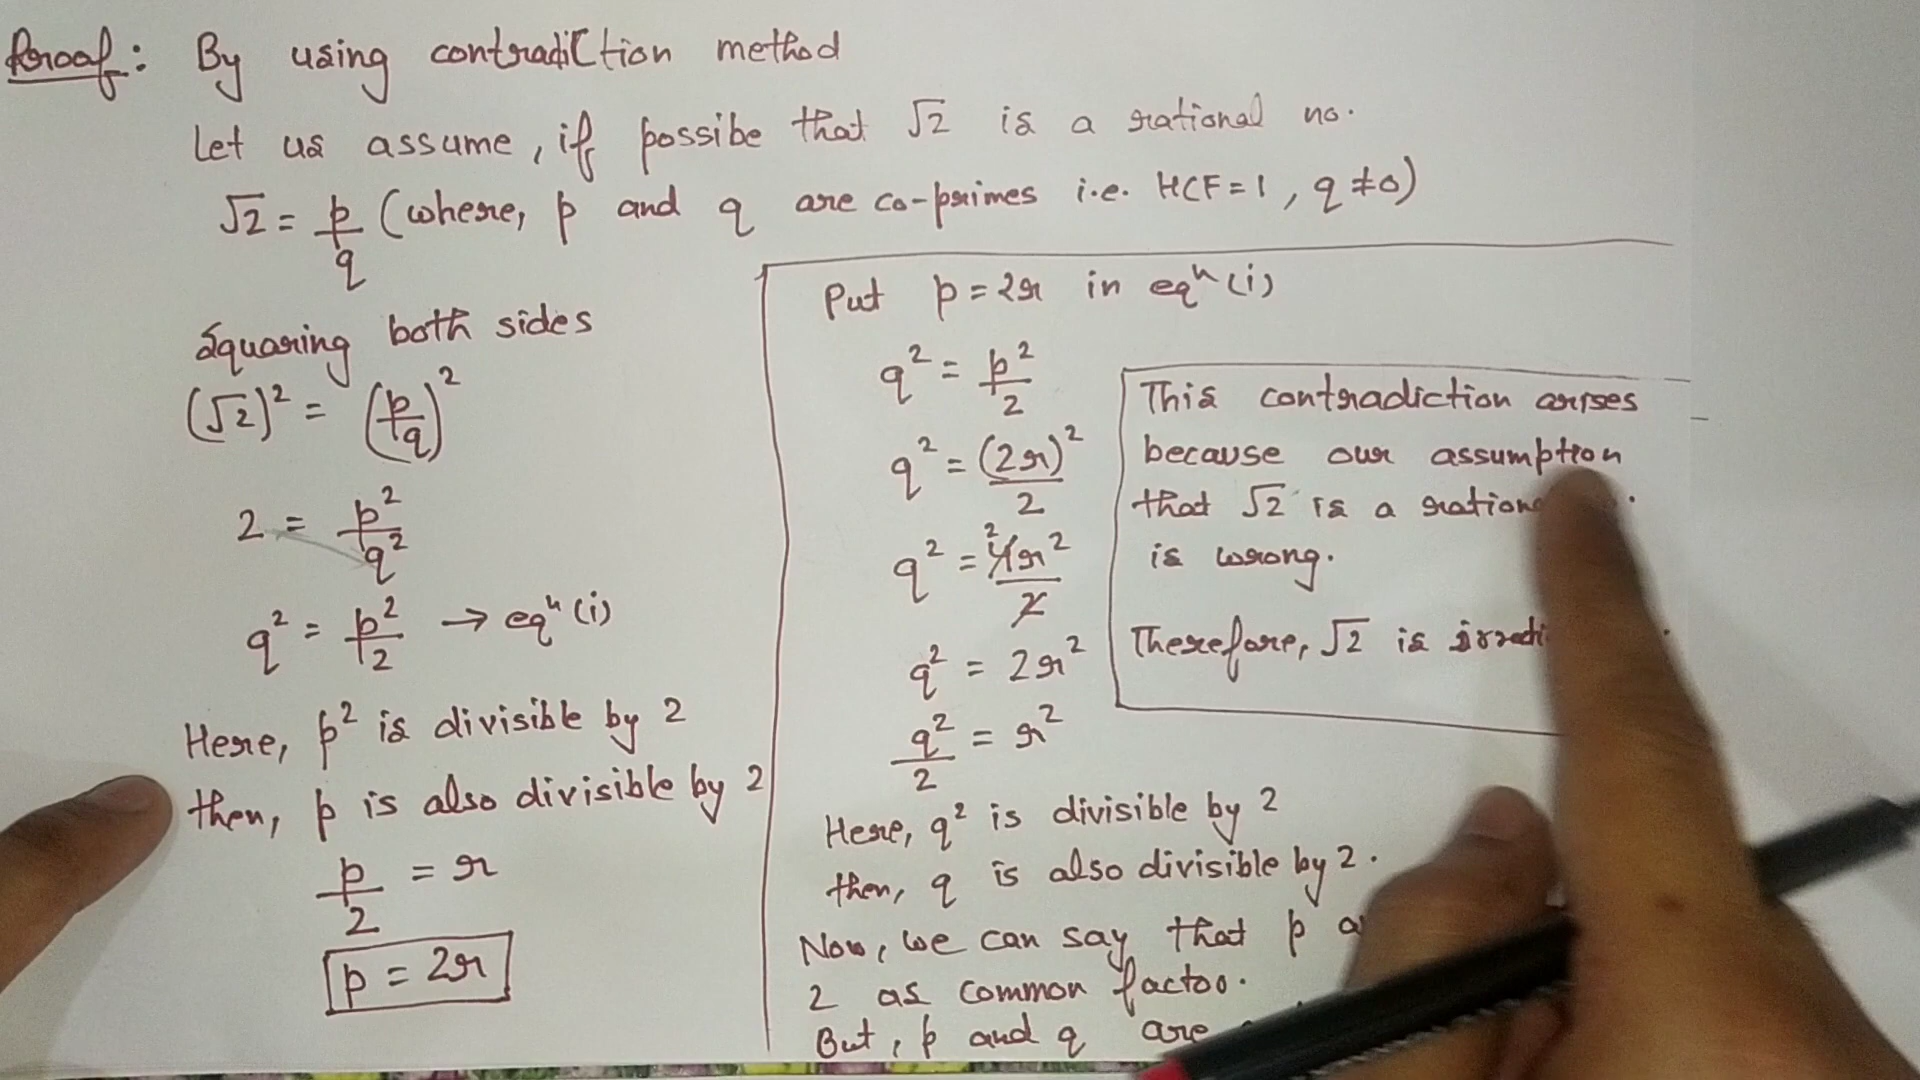 Proof: By using contradiction method
Let us assume, if possibe that √2 is a rational no.
√2 = p/q (where, p and q are co-primes i.e. HCF=1, q≠0)
Squaring both sides
(√2)² = (p/q)²
2 = p²/q²
q² = p²/2 → eqⁿ(i)
Here, p² is divisible by 2
then, p is also divisible by 2
p/2 = r
p = 2r
Put p = 2r in eqⁿ(i)
q² = p²/2
q² = (2r)²/2
q² = 4r²/2 2
q² = 2r²
q²/2 = r²
Here, q² is divisible by 2
then, q is also divisible by 2.
Now, we can say that p
2 as common factoo.
But, p and q are
This contradiction arises
because our assumption
that √2 is a
is wrong.
Therefore, √2 is